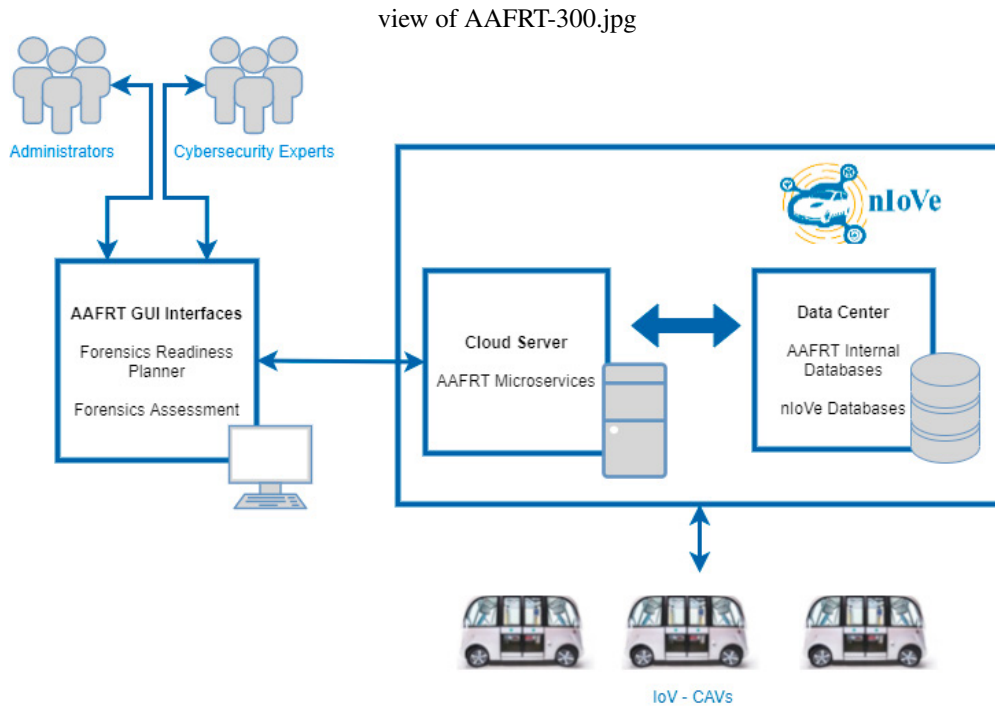 view of AAFRT-300.jpg
Administrators
Cybersecurity Experts
nIoVe
AAFRT GUI Interfaces
Forensics Readiness
Planner
Forensics Assessment
Cloud Server
AAFRT Microservices
Data Center
AAFRT Internal
Databases
nIoVe Databases
IoV - CAVs